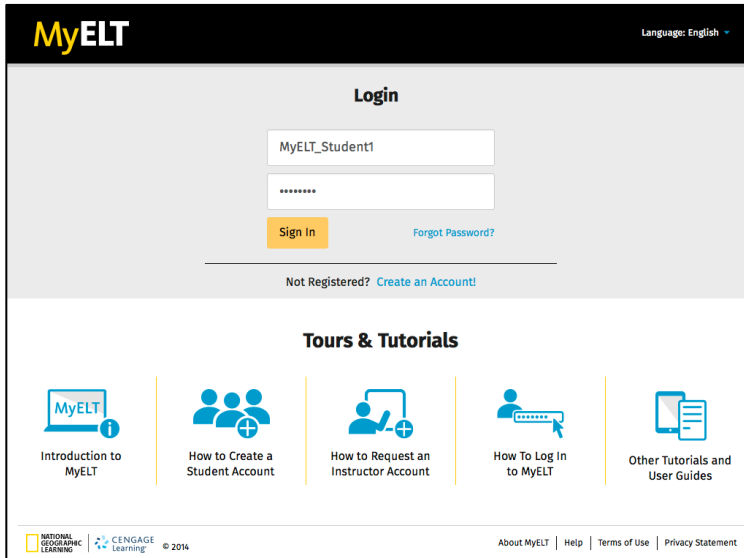 MyELT
Language: English
Login
MyELT_Student1
••••••••
Sign In
Forgot Password?
Not Registered? Create an Account!
Tours & Tutorials
MyELT
Introduction to
MyELT
How to Create a
Student Account
How to Request an
Instructor Account
How To Log In
to MyELT
Other Tutorials and
User Guides
NATIONAL
GEOGRAPHIC
LEARNING
CENGAGE
Learning®
© 2014
About MyELT | Help | Terms of Use | Privacy Statement